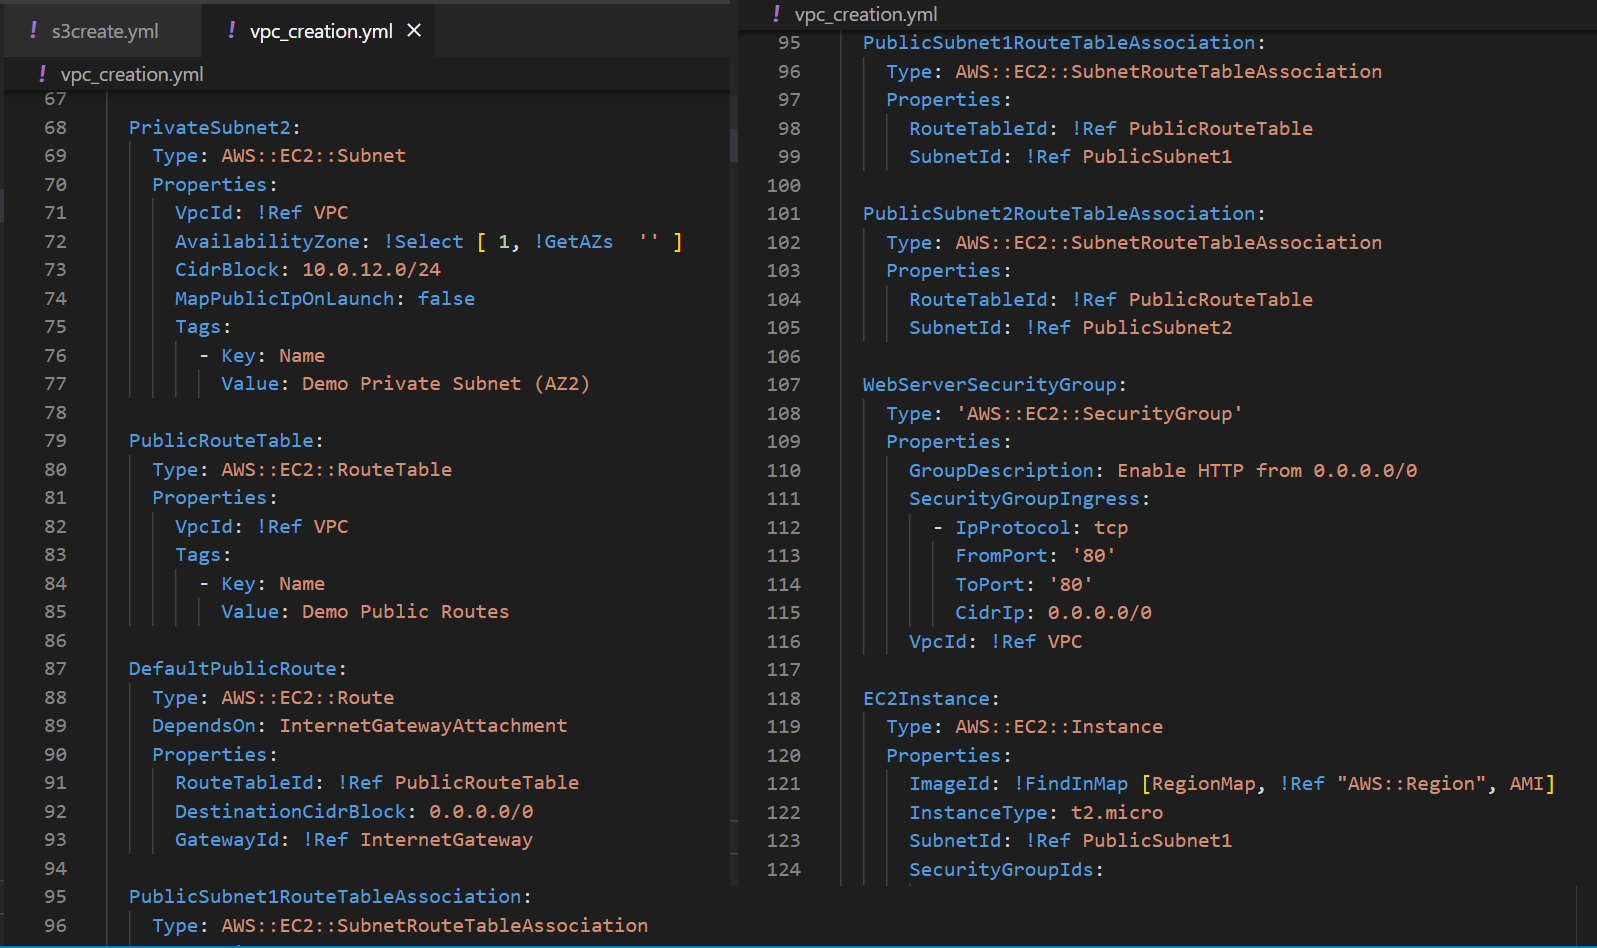 ! s3create.yml
! vpc_creation.yml ×
! vpc_creation.yml
67
68 PrivateSubnet2:
69 Type: AWS::EC2::Subnet
70 Properties:
71 VpcId: !Ref VPC
72 AvailabilityZone: !Select [ 1, !GetAZs  '' ]
73 CidrBlock: 10.0.12.0/24
74 MapPublicIpOnLaunch: false
75 Tags:
76 - Key: Name
77 Value: Demo Private Subnet (AZ2)
78
79 PublicRouteTable:
80 Type: AWS::EC2::RouteTable
81 Properties:
82 VpcId: !Ref VPC
83 Tags:
84 - Key: Name
85 Value: Demo Public Routes
86
87 DefaultPublicRoute:
88 Type: AWS::EC2::Route
89 DependsOn: InternetGatewayAttachment
90 Properties:
91 RouteTableId: !Ref PublicRouteTable
92 DestinationCidrBlock: 0.0.0.0/0
93 GatewayId: !Ref InternetGateway
94
95 PublicSubnet1RouteTableAssociation:
96 Type: AWS::EC2::SubnetRouteTableAssociation
! vpc_creation.yml
95 PublicSubnet1RouteTableAssociation:
96 Type: AWS::EC2::SubnetRouteTableAssociation
97 Properties:
98 RouteTableId: !Ref PublicRouteTable
99 SubnetId: !Ref PublicSubnet1
100
101 PublicSubnet2RouteTableAssociation:
102 Type: AWS::EC2::SubnetRouteTableAssociation
103 Properties:
104 RouteTableId: !Ref PublicRouteTable
105 SubnetId: !Ref PublicSubnet2
106
107 WebServerSecurityGroup:
108 Type: 'AWS::EC2::SecurityGroup'
109 Properties:
110 GroupDescription: Enable HTTP from 0.0.0.0/0
111 SecurityGroupIngress:
112 - IpProtocol: tcp
113 FromPort: '80'
114 ToPort: '80'
115 CidrIp: 0.0.0.0/0
116 VpcId: !Ref VPC
117
118 EC2Instance:
119 Type: AWS::EC2::Instance
120 Properties:
121 ImageId: !FindInMap [RegionMap, !Ref "AWS::Region", AMI]
122 InstanceType: t2.micro
123 SubnetId: !Ref PublicSubnet1
124 SecurityGroupIds: